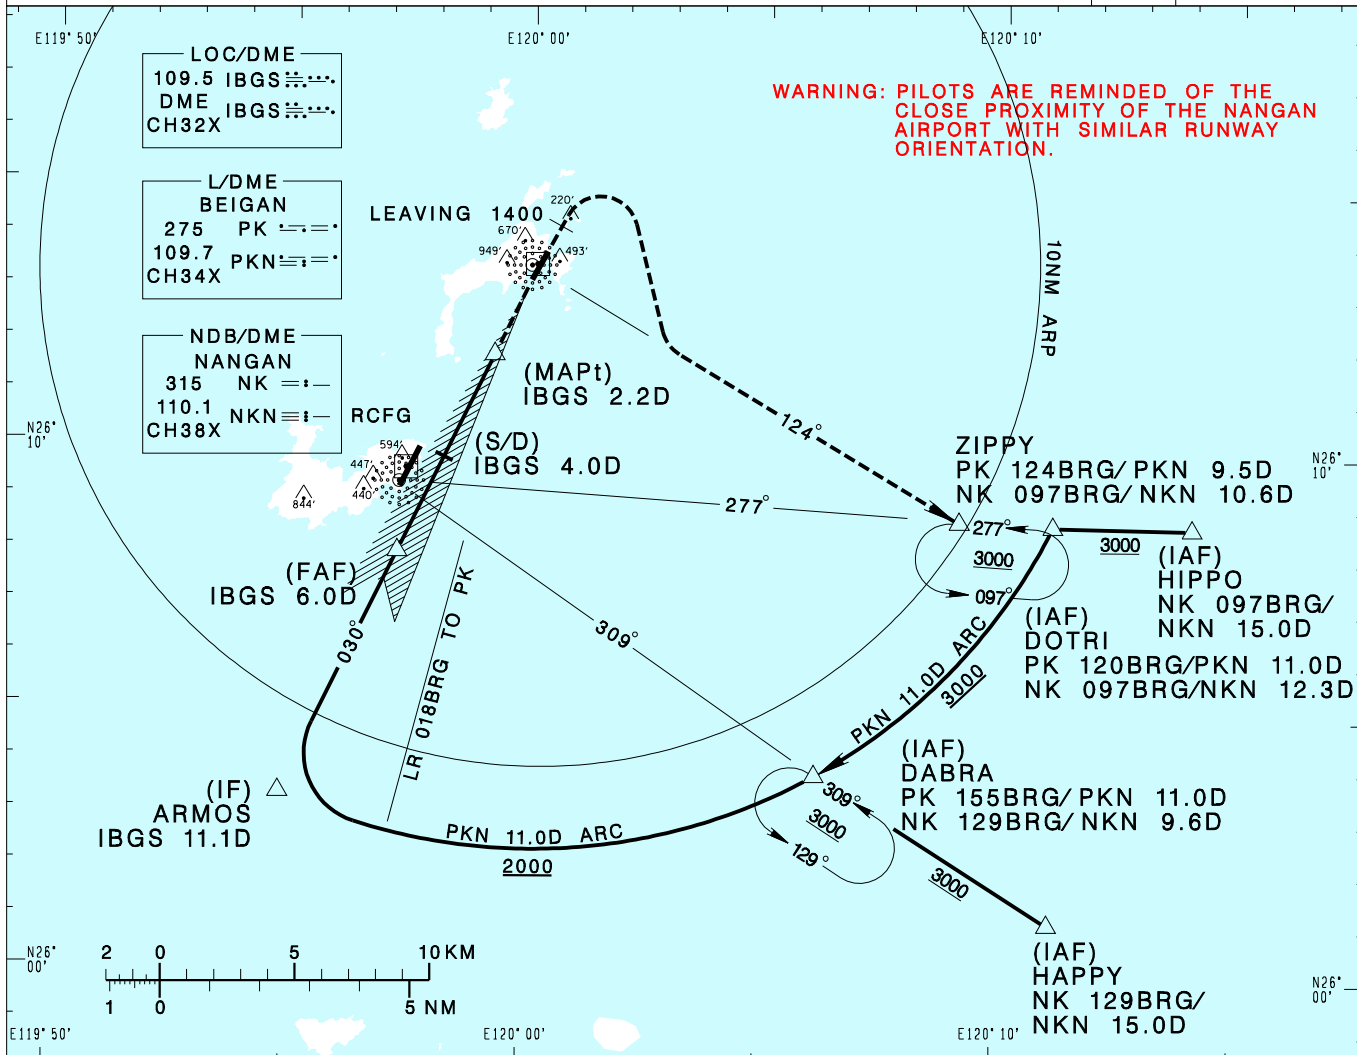 E119°50'
E120°00'
E120°10'
LOC/DME
109.5 IBGS
DME
CH32X
IBGS
WARNING: PILOTS ARE REMINDED OF THE
CLOSE PROXIMITY OF THE NANGAN
AIRPORT WITH SIMILAR RUNWAY
ORIENTATION.
L/DME
BEIGAN
275 PK
109.7
CH34X
PKN
LEAVING 1400
220'
670'
949'
493'
10NM ARP
NDB/DME
NANGAN
315 NK
110.1
CH38X
NKN
RCFG
(MAPt)
IBGS 2.2D
124°
N26°
10'
594'
447'
440'
844'
(S/D)
IBGS 4.0D
277°
ZIPPY
PK 124BRG/PKN 9.5D
NK 097BRG/NKN 10.6D
N26°
10'
277°
3000
097°
3000
(IAF)
HIPPO
NK 097BRG/
NKN 15.0D
(FAF)
IBGS 6.0D
030°
LR 018BRG TO PK
309°
(IAF)
DOTRI
PK 120BRG/PKN 11.0D
NK 097BRG/NKN 12.3D
PKN 11.0D ARC
3000
(IAF)
DABRA
PK 155BRG/PKN 11.0D
NK 129BRG/NKN 9.6D
309°
3000
129°
(IF)
ARMOS
IBGS 11.1D
PKN 11.0D ARC
2000
3000
(IAF)
HAPPY
NK 129BRG/
NKN 15.0D
N26°
00'
2 0 5 10 KM
1 0 5 NM
N26°
00'
E119°50'
E120°00'
E120°10'